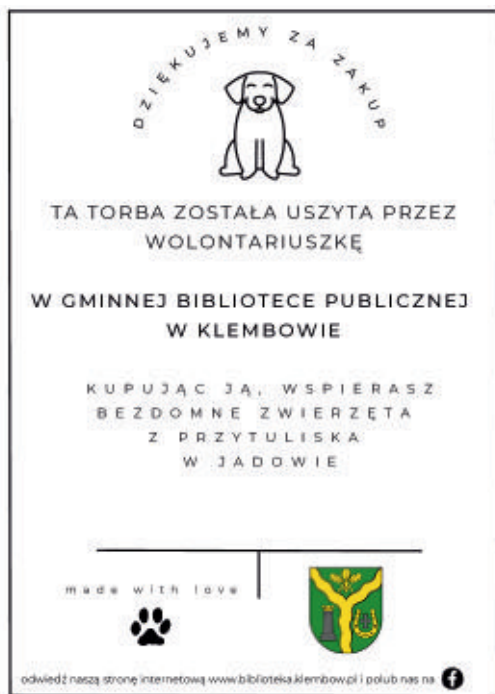 DZIĘKUJEMY ZA ZAKUP
TA TORBA ZOSTAŁA USZYTA PRZEZ
WOLONTARIUSZKĘ
W GMINNEJ BIBLIOTECE PUBLICZNEJ
W KLEMBOWIE
KUPUJĄC JĄ, WSPIERASZ
BEZDOMNE ZWIERZĘTA
Z PRZYTULISKA
W JADOWIE
made with love
odwiedź naszą stronę internetową www.biblioteka.klembow.pl i polub nas na f